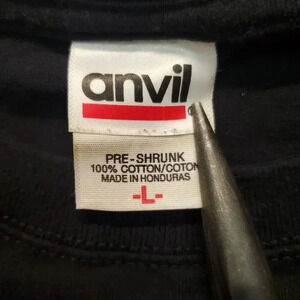 anvil
PRE-SHRUNK
100% COTTON/COTON
MADE IN HONDURAS
-L-